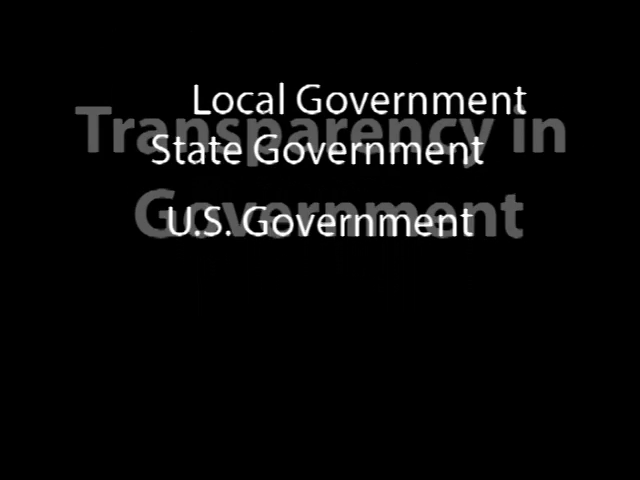 Local Government
Transparency in
State Government
Government
U.S. Government